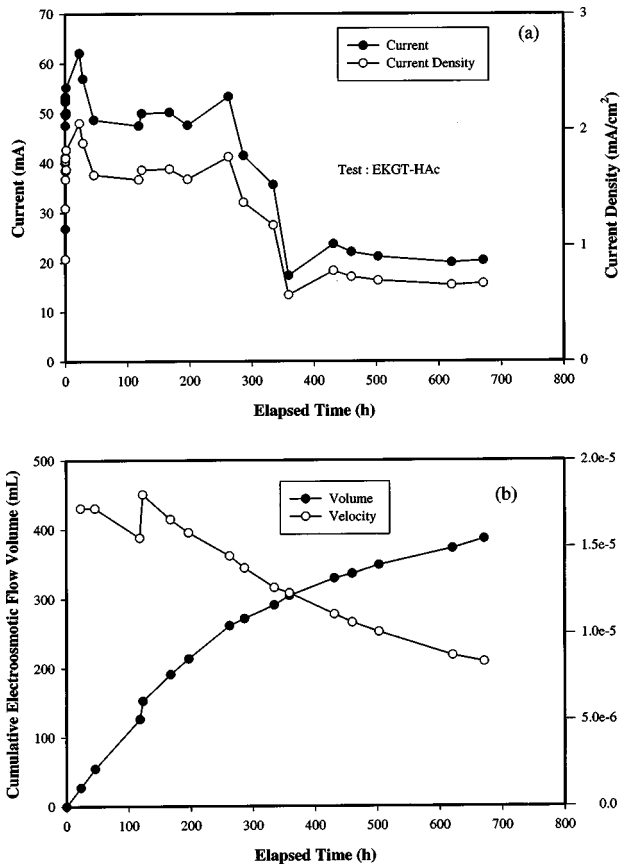 70
60
50
40
30
20
10
0
Current (mA)
3
2
1
0
Current Density (mA/cm²)
(a)
Current
Current Density
Test : EKGT-HAc
0 100 200 300 400 500 600 700 800
Elapsed Time (h)
500
400
300
200
100
0
Cumulative Electroosmotic Flow Volume (mL)
2.0e-5
1.5e-5
1.0e-5
5.0e-6
0.0
(b)
Volume
Velocity
0 100 200 300 400 500 600 700 800
Elapsed Time (h)